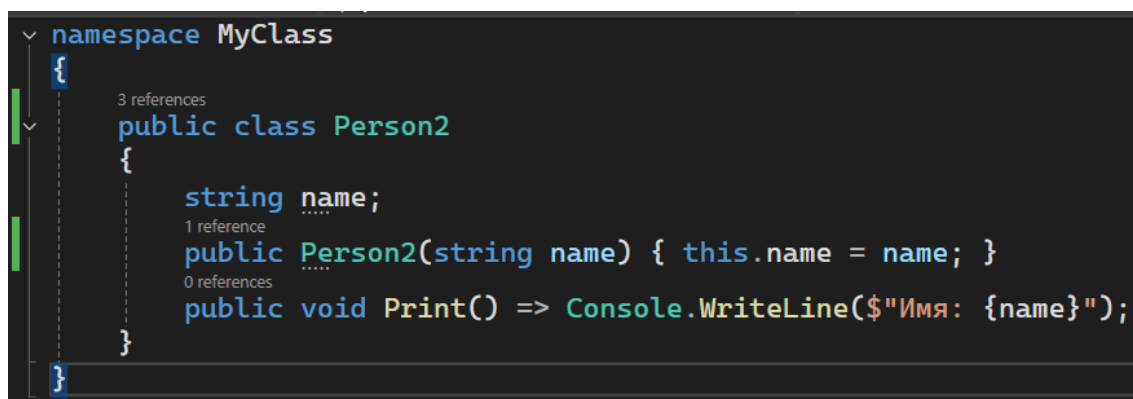 namespace MyClass
{
3 references
public class Person2
{
string name;
1 reference
public Person2(string name) { this.name = name; }
0 references
public void Print() => Console.WriteLine($"Имя: {name}");
}
}